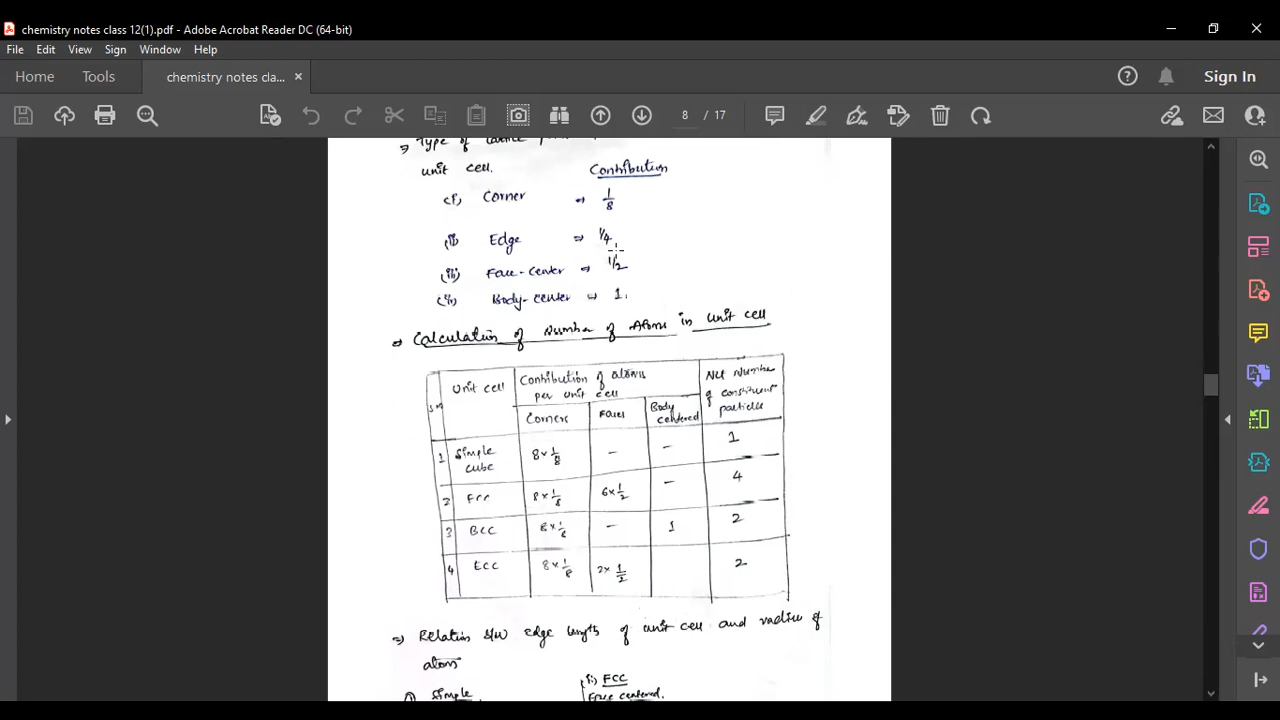 chemistry notes class 12(1).pdf - Adobe Acrobat Reader DC (64-bit)
File Edit View Sign Window Help
Home Tools chemistry notes cla... × Sign In
8 / 17
⇒ Type of
unit cell. Contribution
(i) Corner ⇒ 1/8
(ii) Edge ⇒ 1/4
(iii) Face-center ⇒ 1/2
(iv) Body-center ⇒ 1.
⇒ Calculation of Number of Atoms in unit cell
S.N Unit cell Contribution of atoms per unit cell Net Number of constituent particle
Corners Faces Body centered
1 Simple cube 8×1/8 – – 1
2 Fcc 8×1/8 6×1/2 – 4
3 BCC 8×1/8 – 1 2
4 Ecc 8×1/8 2×1/2 2
⇒ Relation b/w edge length of unit cell and radius of
atom
① Simple (ii) FCC
Face centered.